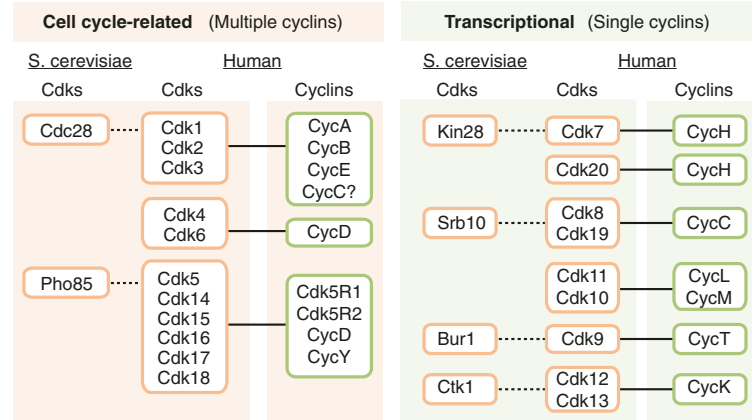 Cell cycle-related (Multiple cyclins)
S. cerevisiae Human
Cdks Cdks Cyclins
Cdc28
Cdk1
Cdk2
Cdk3
CycA
CycB
CycE
CycC?
Cdk4
Cdk6
CycD
Pho85
Cdk5
Cdk14
Cdk15
Cdk16
Cdk17
Cdk18
Cdk5R1
Cdk5R2
CycD
CycY
Transcriptional (Single cyclins)
S. cerevisiae Human
Cdks Cdks Cyclins
Kin28 Cdk7 CycH
Cdk20 CycH
Srb10
Cdk8
Cdk19
CycC
Cdk11
Cdk10
CycL
CycM
Bur1 Cdk9 CycT
Ctk1
Cdk12
Cdk13
CycK